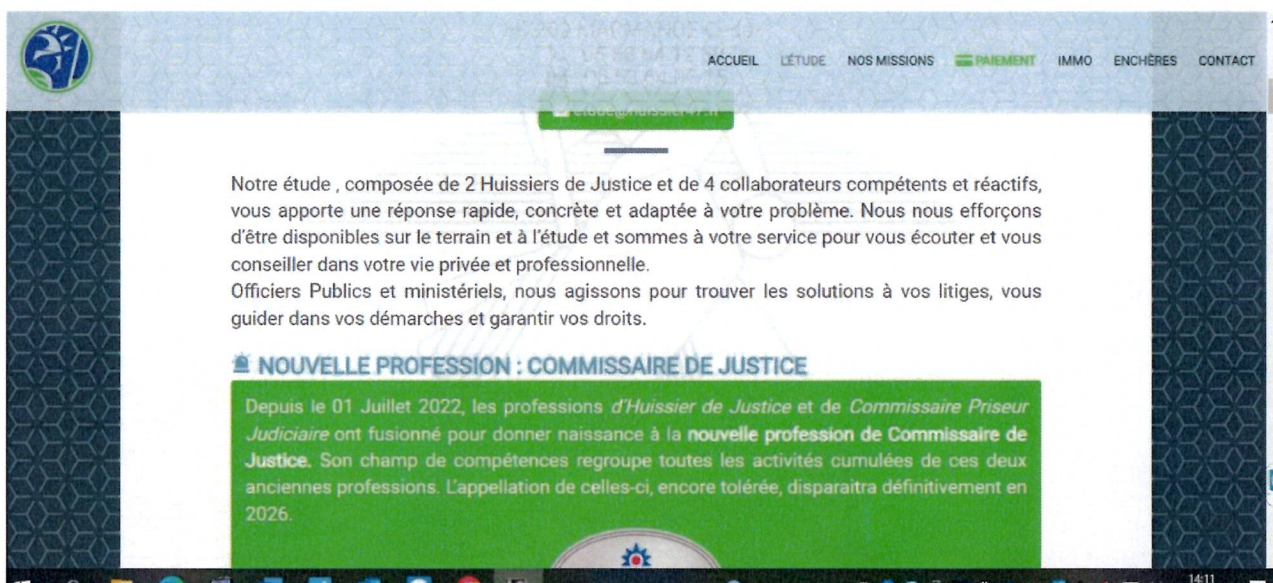 ACCUEIL L'ÉTUDE NOS MISSIONS PAIEMENT IMMO ENCHÈRES CONTACT
etude@huissier47.fr
Notre étude , composée de 2 Huissiers de Justice et de 4 collaborateurs compétents et réactifs,
vous apporte une réponse rapide, concrète et adaptée à votre problème. Nous nous efforçons
d'être disponibles sur le terrain et à l'étude et sommes à votre service pour vous écouter et vous
conseiller dans votre vie privée et professionnelle.
Officiers Publics et ministériels, nous agissons pour trouver les solutions à vos litiges, vous
guider dans vos démarches et garantir vos droits.
NOUVELLE PROFESSION : COMMISSAIRE DE JUSTICE
Depuis le 01 Juillet 2022, les professions d'Huissier de Justice et de Commissaire Priseur
Judiciaire ont fusionné pour donner naissance à la nouvelle profession de Commissaire de
Justice. Son champ de compétences regroupe toutes les activités cumulées de ces deux
anciennes professions. L'appellation de celles-ci, encore tolérée, disparaitra définitivement en
2026.
14:11